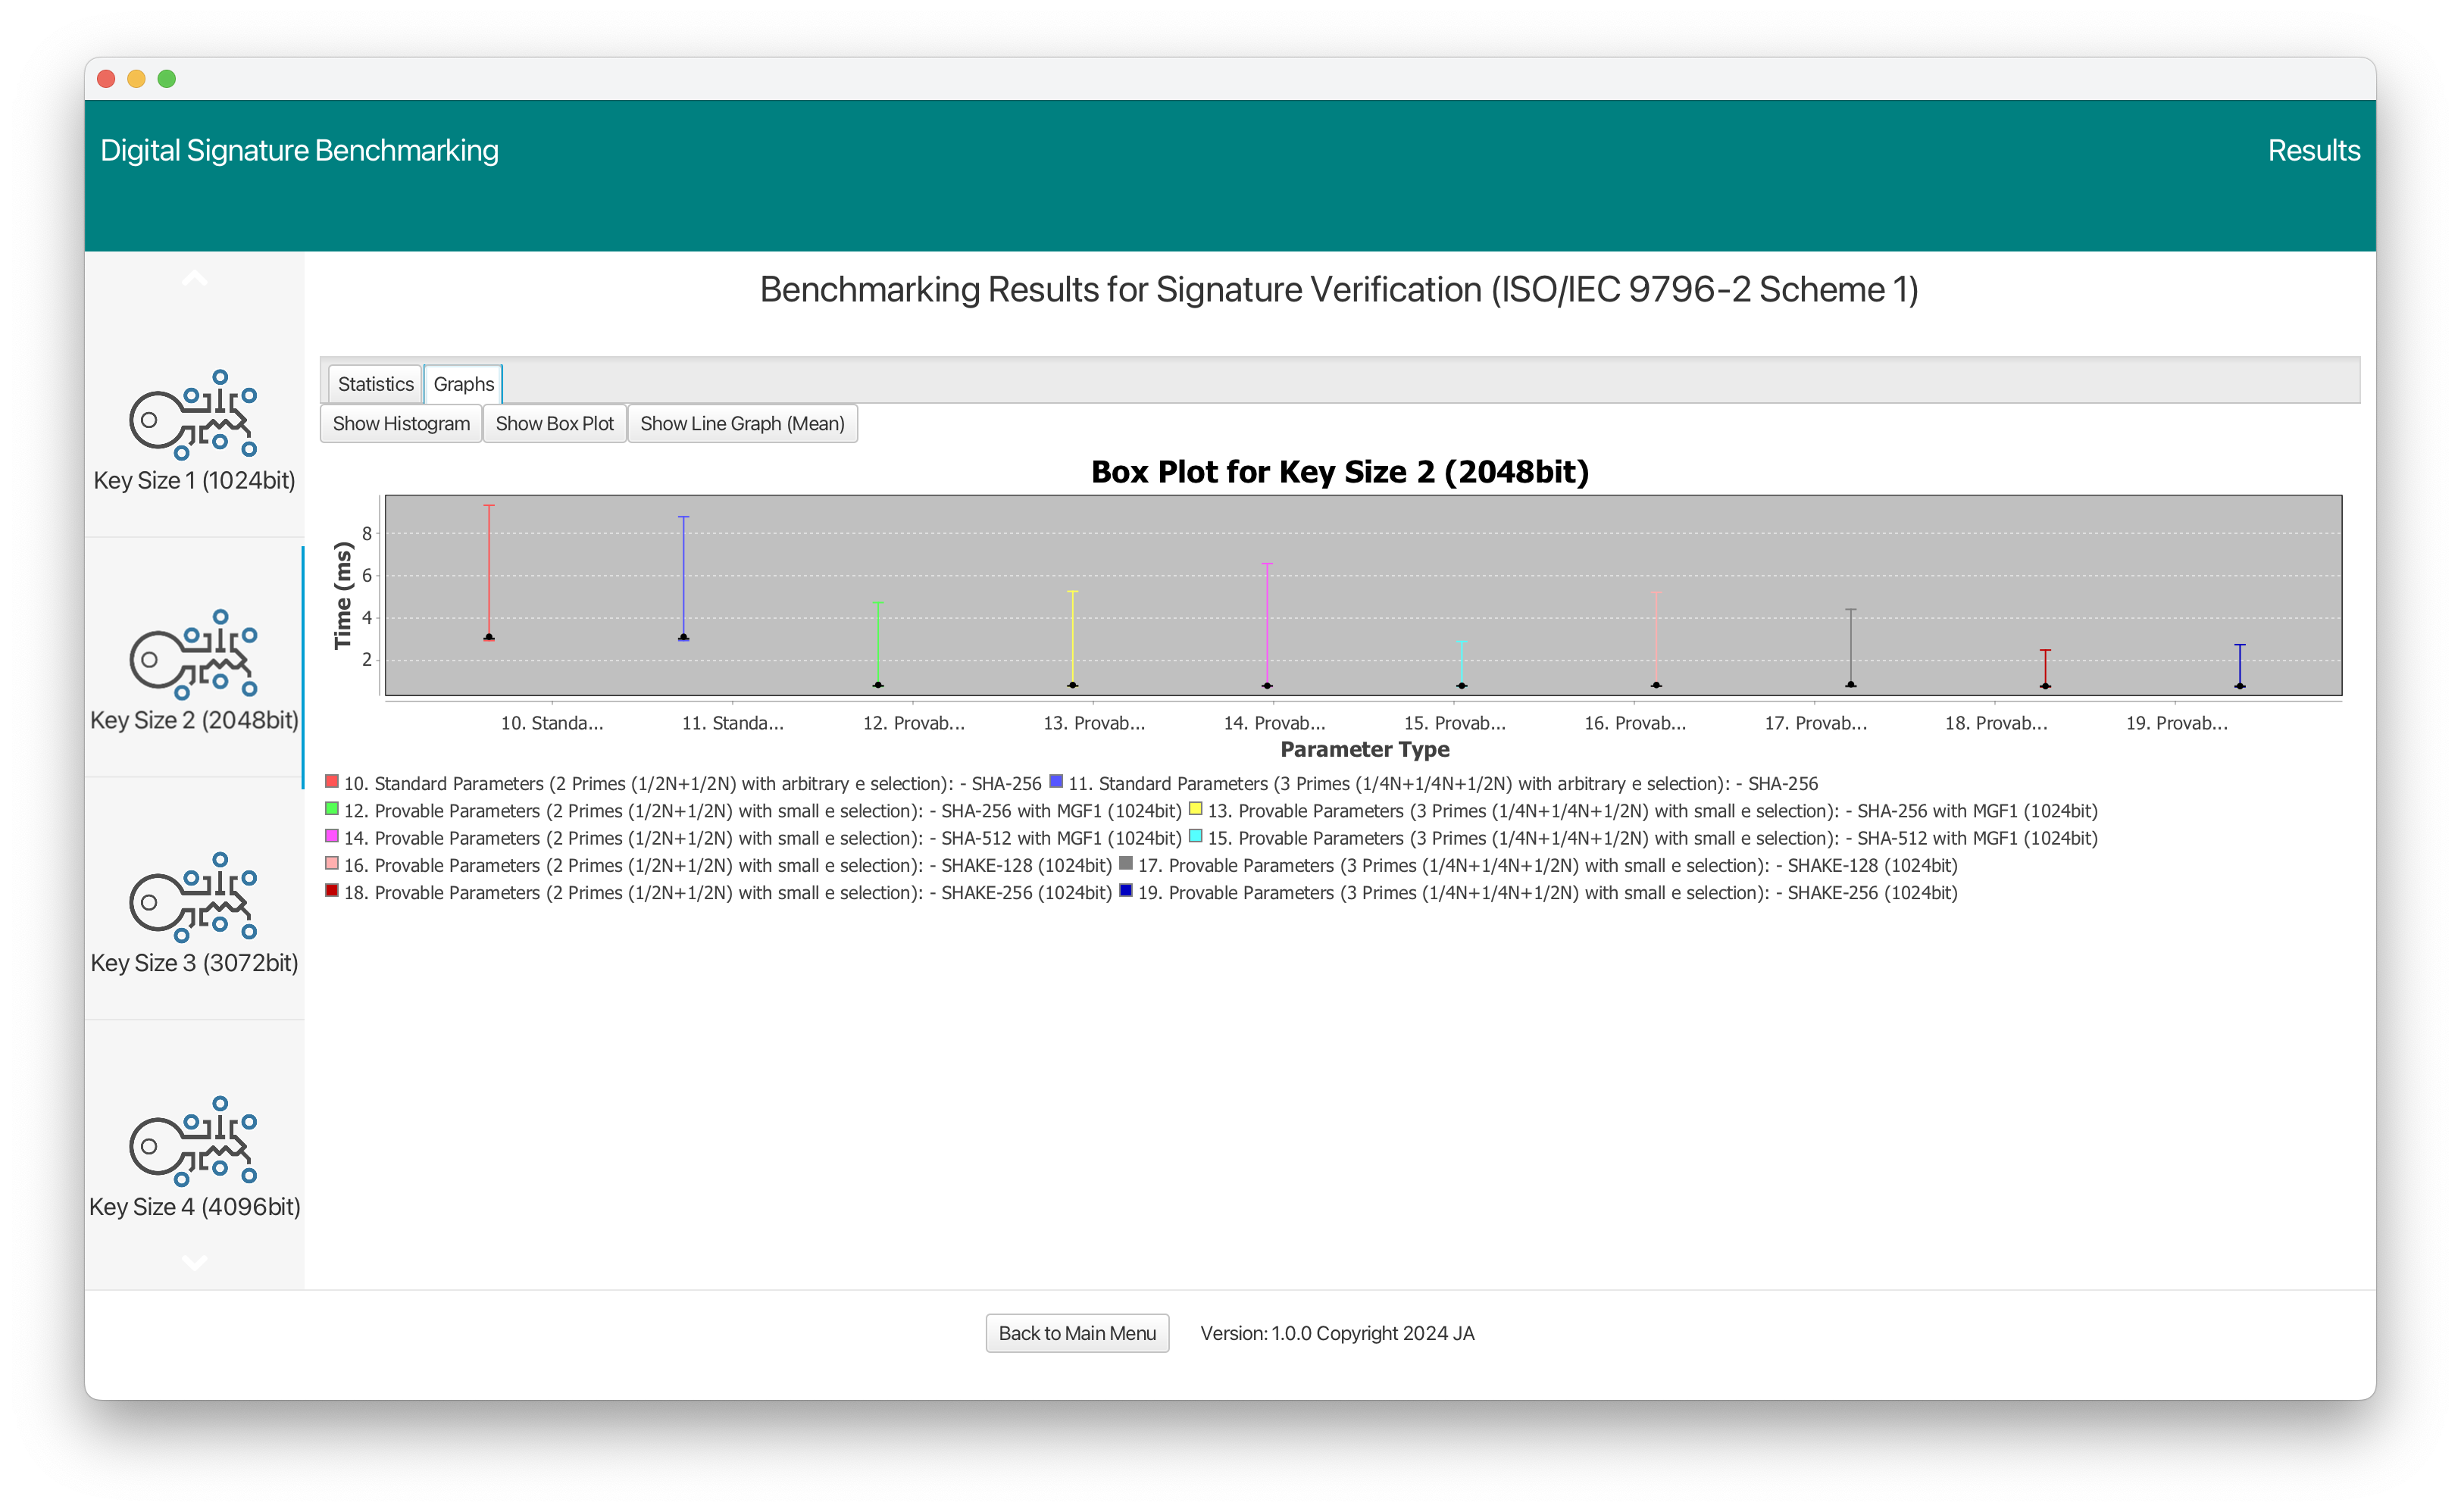 Digital Signature Benchmarking
Results
Key Size 1 (1024bit)
Key Size 2 (2048bit)
Key Size 3 (3072bit)
Key Size 4 (4096bit)
Benchmarking Results for Signature Verification (ISO/IEC 9796-2 Scheme 1)
Statistics Graphs
Show Histogram Show Box Plot Show Line Graph (Mean)
Box Plot for Key Size 2 (2048bit)
Time (ms)
8
6
4
2
10. Standa... 11. Standa... 12. Provab... 13. Provab... 14. Provab... 15. Provab... 16. Provab... 17. Provab... 18. Provab... 19. Provab...
Parameter Type
10. Standard Parameters (2 Primes (1/2N+1/2N) with arbitrary e selection): - SHA-256 11. Standard Parameters (3 Primes (1/4N+1/4N+1/2N) with arbitrary e selection): - SHA-256
12. Provable Parameters (2 Primes (1/2N+1/2N) with small e selection): - SHA-256 with MGF1 (1024bit) 13. Provable Parameters (3 Primes (1/4N+1/4N+1/2N) with small e selection): - SHA-256 with MGF1 (1024bit)
14. Provable Parameters (2 Primes (1/2N+1/2N) with small e selection): - SHA-512 with MGF1 (1024bit) 15. Provable Parameters (3 Primes (1/4N+1/4N+1/2N) with small e selection): - SHA-512 with MGF1 (1024bit)
16. Provable Parameters (2 Primes (1/2N+1/2N) with small e selection): - SHAKE-128 (1024bit) 17. Provable Parameters (3 Primes (1/4N+1/4N+1/2N) with small e selection): - SHAKE-128 (1024bit)
18. Provable Parameters (2 Primes (1/2N+1/2N) with small e selection): - SHAKE-256 (1024bit) 19. Provable Parameters (3 Primes (1/4N+1/4N+1/2N) with small e selection): - SHAKE-256 (1024bit)
Back to Main Menu Version: 1.0.0 Copyright 2024 JA